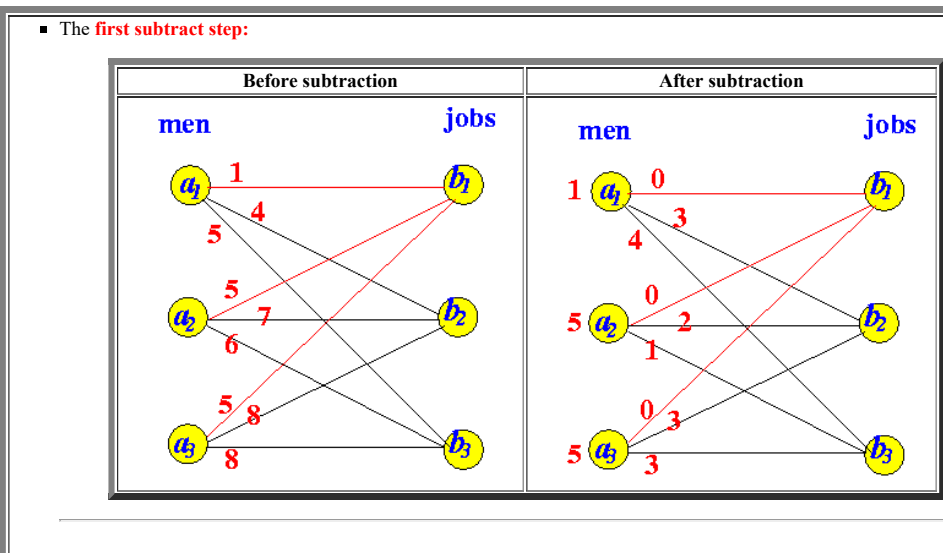 The first subtract step:
Before subtraction
After subtraction
men jobs
a1 1 b1
4
5
5
a2 7 b2
6
5 8
a3 b3
8
men jobs
1 a1 0 b1
3
4
0
5 a2 2 b2
1
0 3
5 a3 b3
3